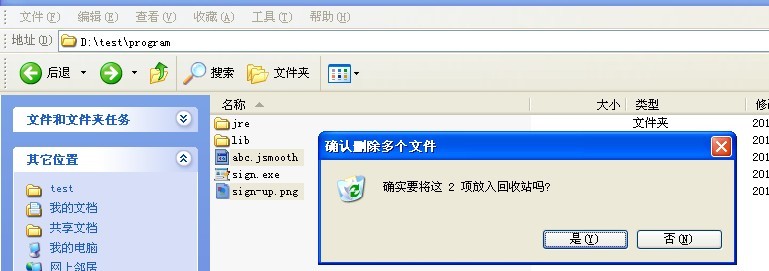 文件(F) 编辑(E) 查看(V) 收藏(A) 工具(T) 帮助(H)
地址(D) D:\test\program
后退 搜索 文件夹
文件和文件夹任务
其它位置
test
我的文档
共享文档
我的电脑
网上邻居
名称 大小 类型 修
jre 文件夹 201
lib
abc.jsmooth
sign.exe
sign-up.png
确认删除多个文件
确实要将这 2 项放入回收站吗?
是(Y) 否(N)